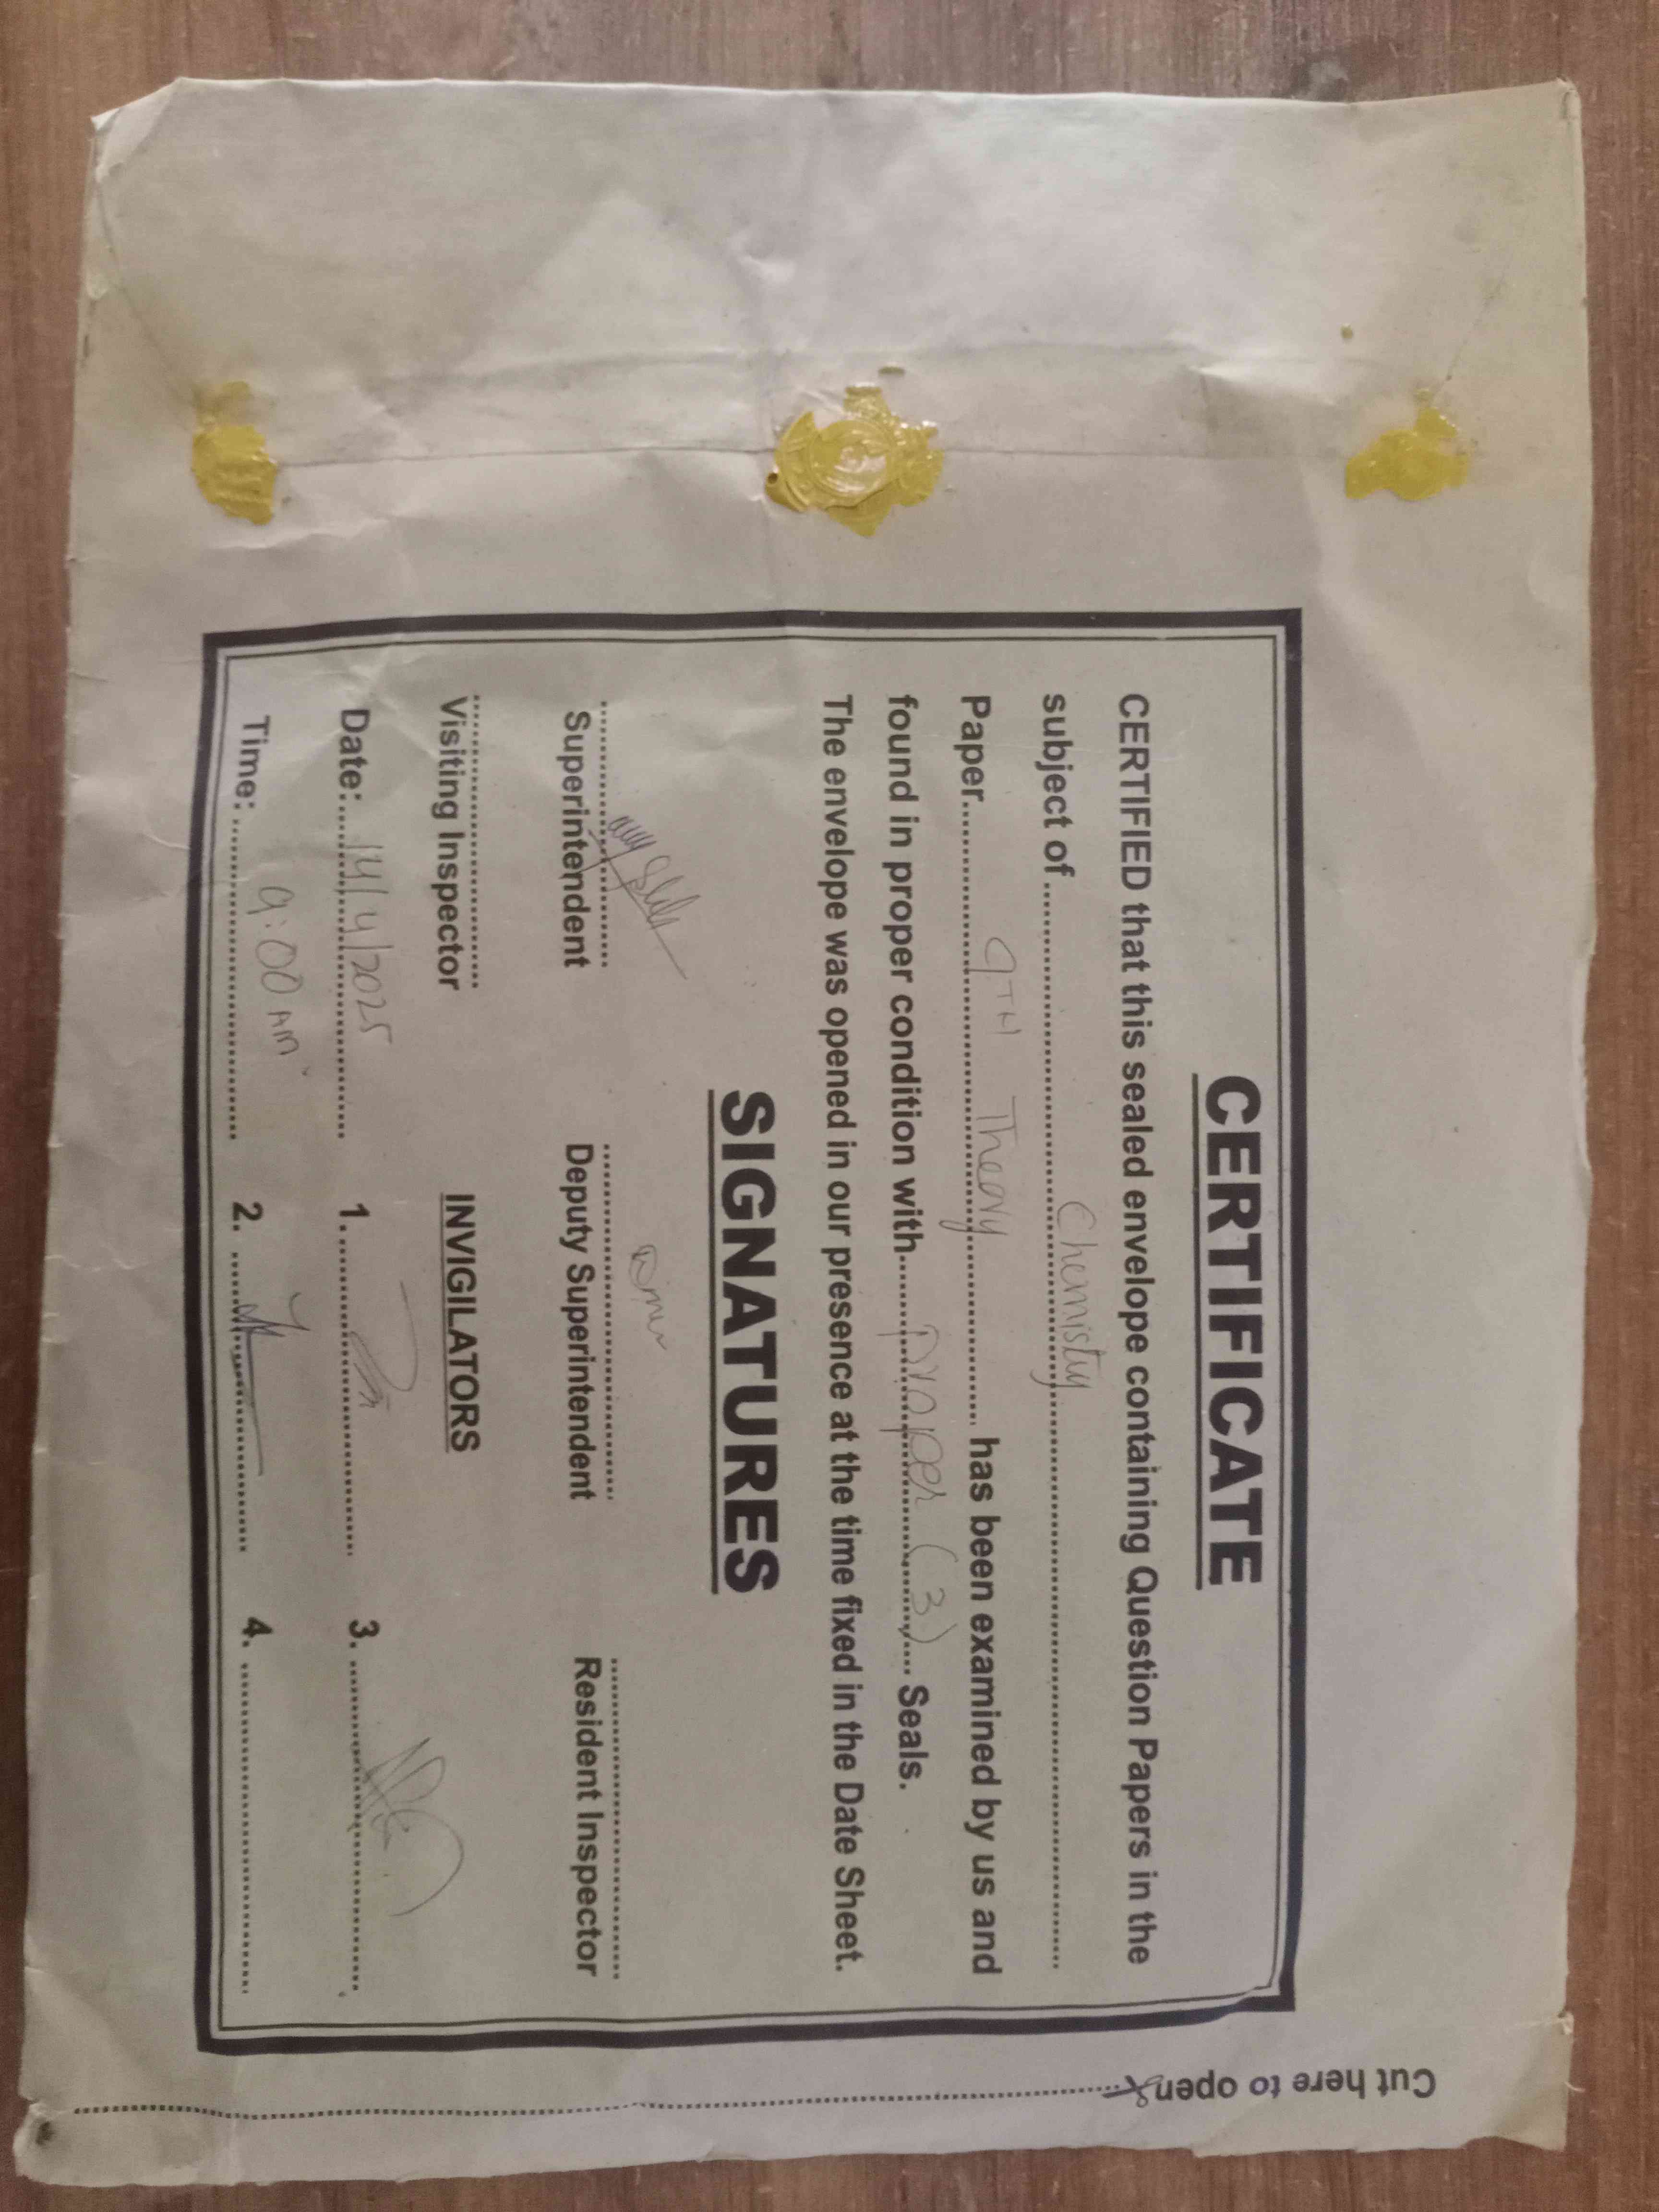 CERTIFICATE
CERTIFIED that this sealed envelope containing Question Papers in the
subject of ........ Chemisty ........
Paper ........ 9TH Theory ........ has been examined by us and
found in proper condition with ........ proper (3) ........ Seals.
The envelope was opened in our presence at the time fixed in the Date Sheet.
SIGNATURES
Superintendent Deputy Superintendent Resident Inspector
Visiting Inspector INVIGILATORS
Date: 14/4/2025 1. ........ 3. ........
Time: 9:00 AM 2. ........ 4. ........
Cut here to open